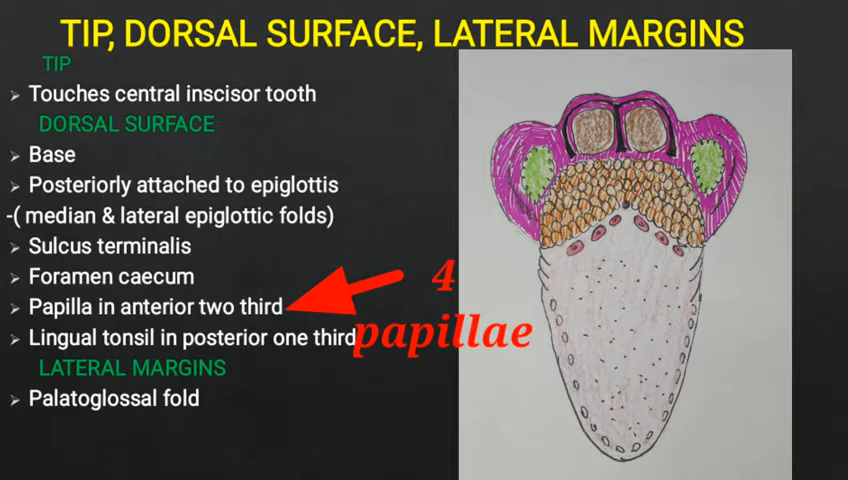 TIP, DORSAL SURFACE, LATERAL MARGINS
TIP
➢ Touches central inscisor tooth
DORSAL SURFACE
➢ Base
➢ Posteriorly attached to epiglottis
-( median & lateral epiglottic folds)
➢ Sulcus terminalis
➢ Foramen caecum
➢ Papilla in anterior two third
➢ Lingual tonsil in posterior one third
LATERAL MARGINS
➢ Palatoglossal fold
4
papillae